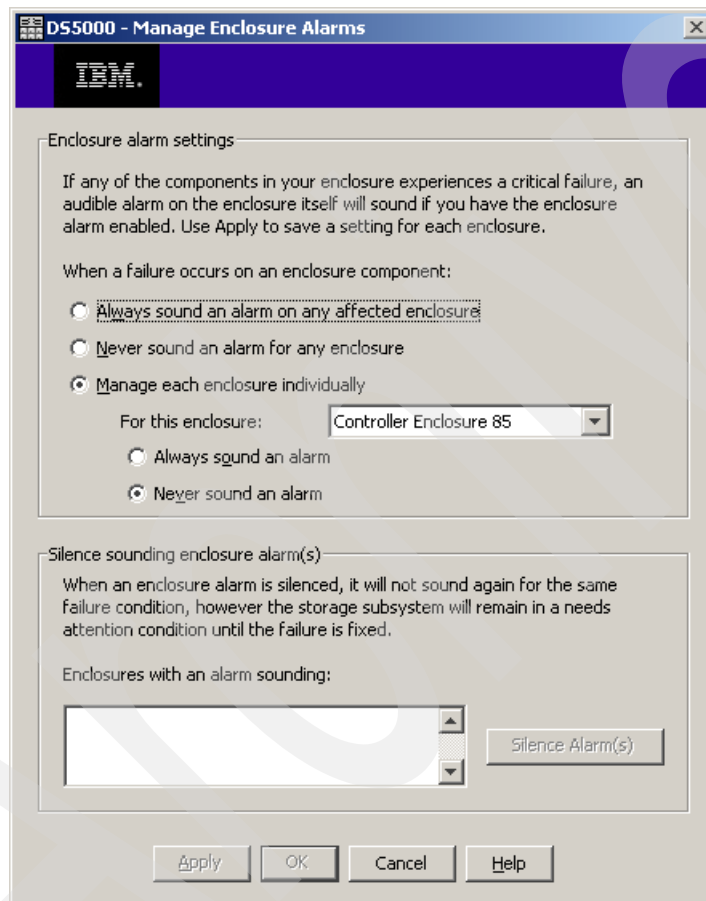 DS5000 - Manage Enclosure Alarms
IBM.
Enclosure alarm settings
If any of the components in your enclosure experiences a critical failure, an
audible alarm on the enclosure itself will sound if you have the enclosure
alarm enabled. Use Apply to save a setting for each enclosure.
When a failure occurs on an enclosure component:
Always sound an alarm on any affected enclosure
Never sound an alarm for any enclosure
Manage each enclosure individually
For this enclosure: Controller Enclosure 85
Always sound an alarm
Never sound an alarm
Silence sounding enclosure alarm(s)
When an enclosure alarm is silenced, it will not sound again for the same
failure condition, however the storage subsystem will remain in a needs
attention condition until the failure is fixed.
Enclosures with an alarm sounding:
Silence Alarm(s)
Apply OK Cancel Help